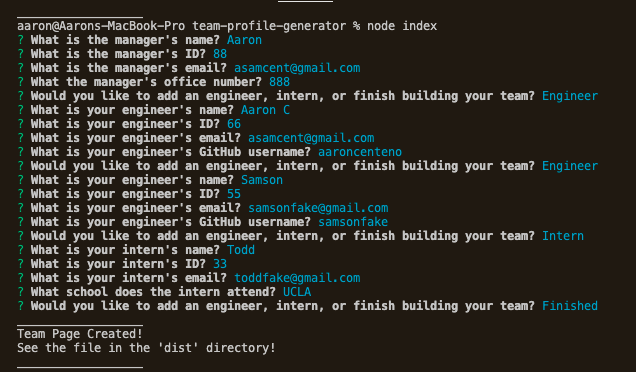 aaron@Aarons-MacBook-Pro team-profile-generator % node index
? What is the manager's name? Aaron
? What is the manager's ID? 88
? What is the manager's email? asamcent@gmail.com
? What the manager's office number? 888
? Would you like to add an engineer, intern, or finish building your team? Engineer
? What is your engineer's name? Aaron C
? What is your engineer's ID? 66
? What is your engineer's email? asamcent@gmail.com
? What is your engineer's GitHub username? aaroncenteno
? Would you like to add an engineer, intern, or finish building your team? Engineer
? What is your engineer's name? Samson
? What is your engineer's ID? 55
? What is your engineer's email? samsonfake@gmail.com
? What is your engineer's GitHub username? samsonfake
? Would you like to add an engineer, intern, or finish building your team? Intern
? What is your intern's name? Todd
? What is your intern's ID? 33
? What is your intern's email? toddfake@gmail.com
? What school does the intern attend? UCLA
? Would you like to add an engineer, intern, or finish building your team? Finished
Team Page Created!
See the file in the 'dist' directory!